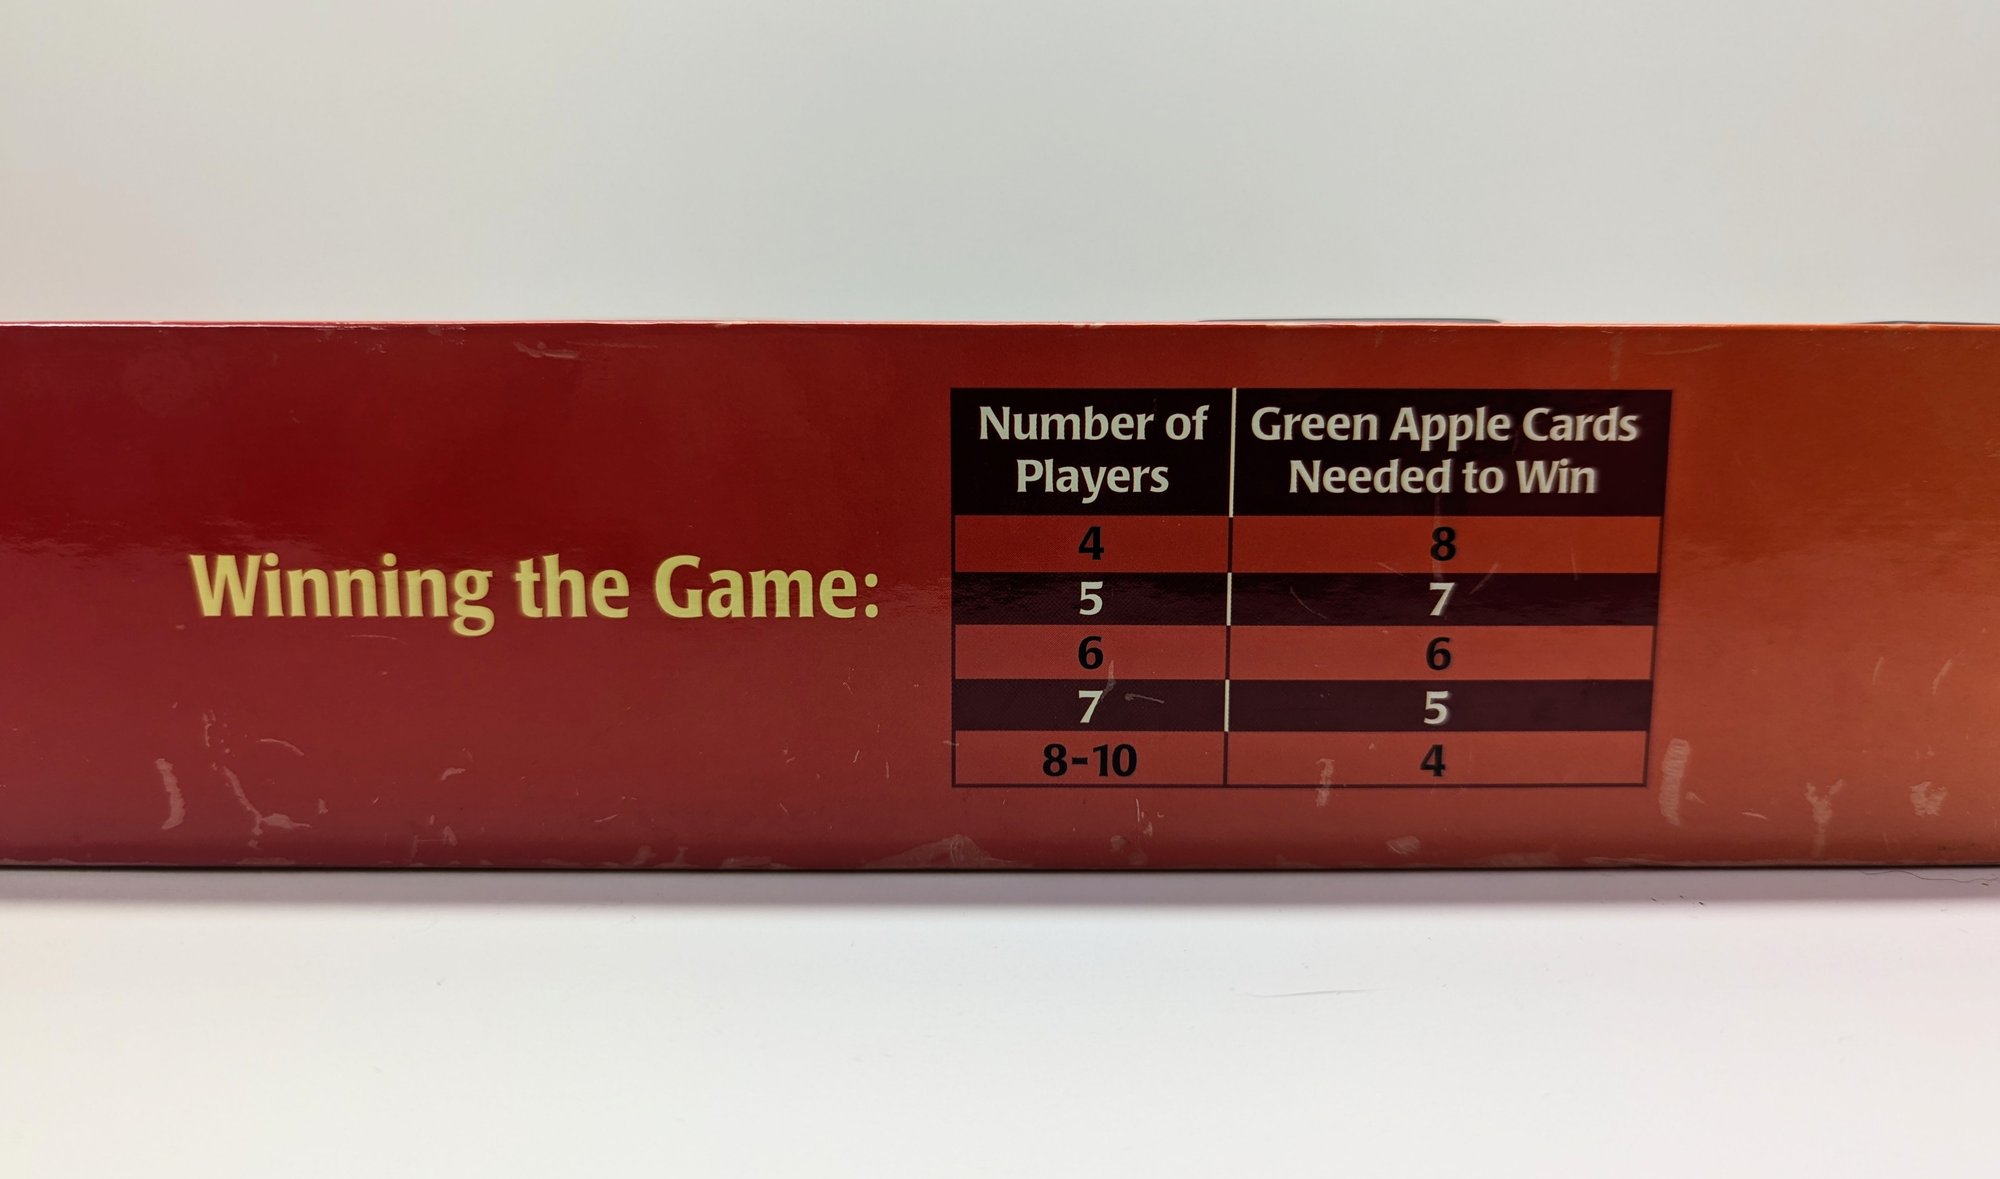 Winning the Game:
Number of Players
Green Apple Cards Needed to Win
4 8
5 7
6 6
7 5
8-10 4